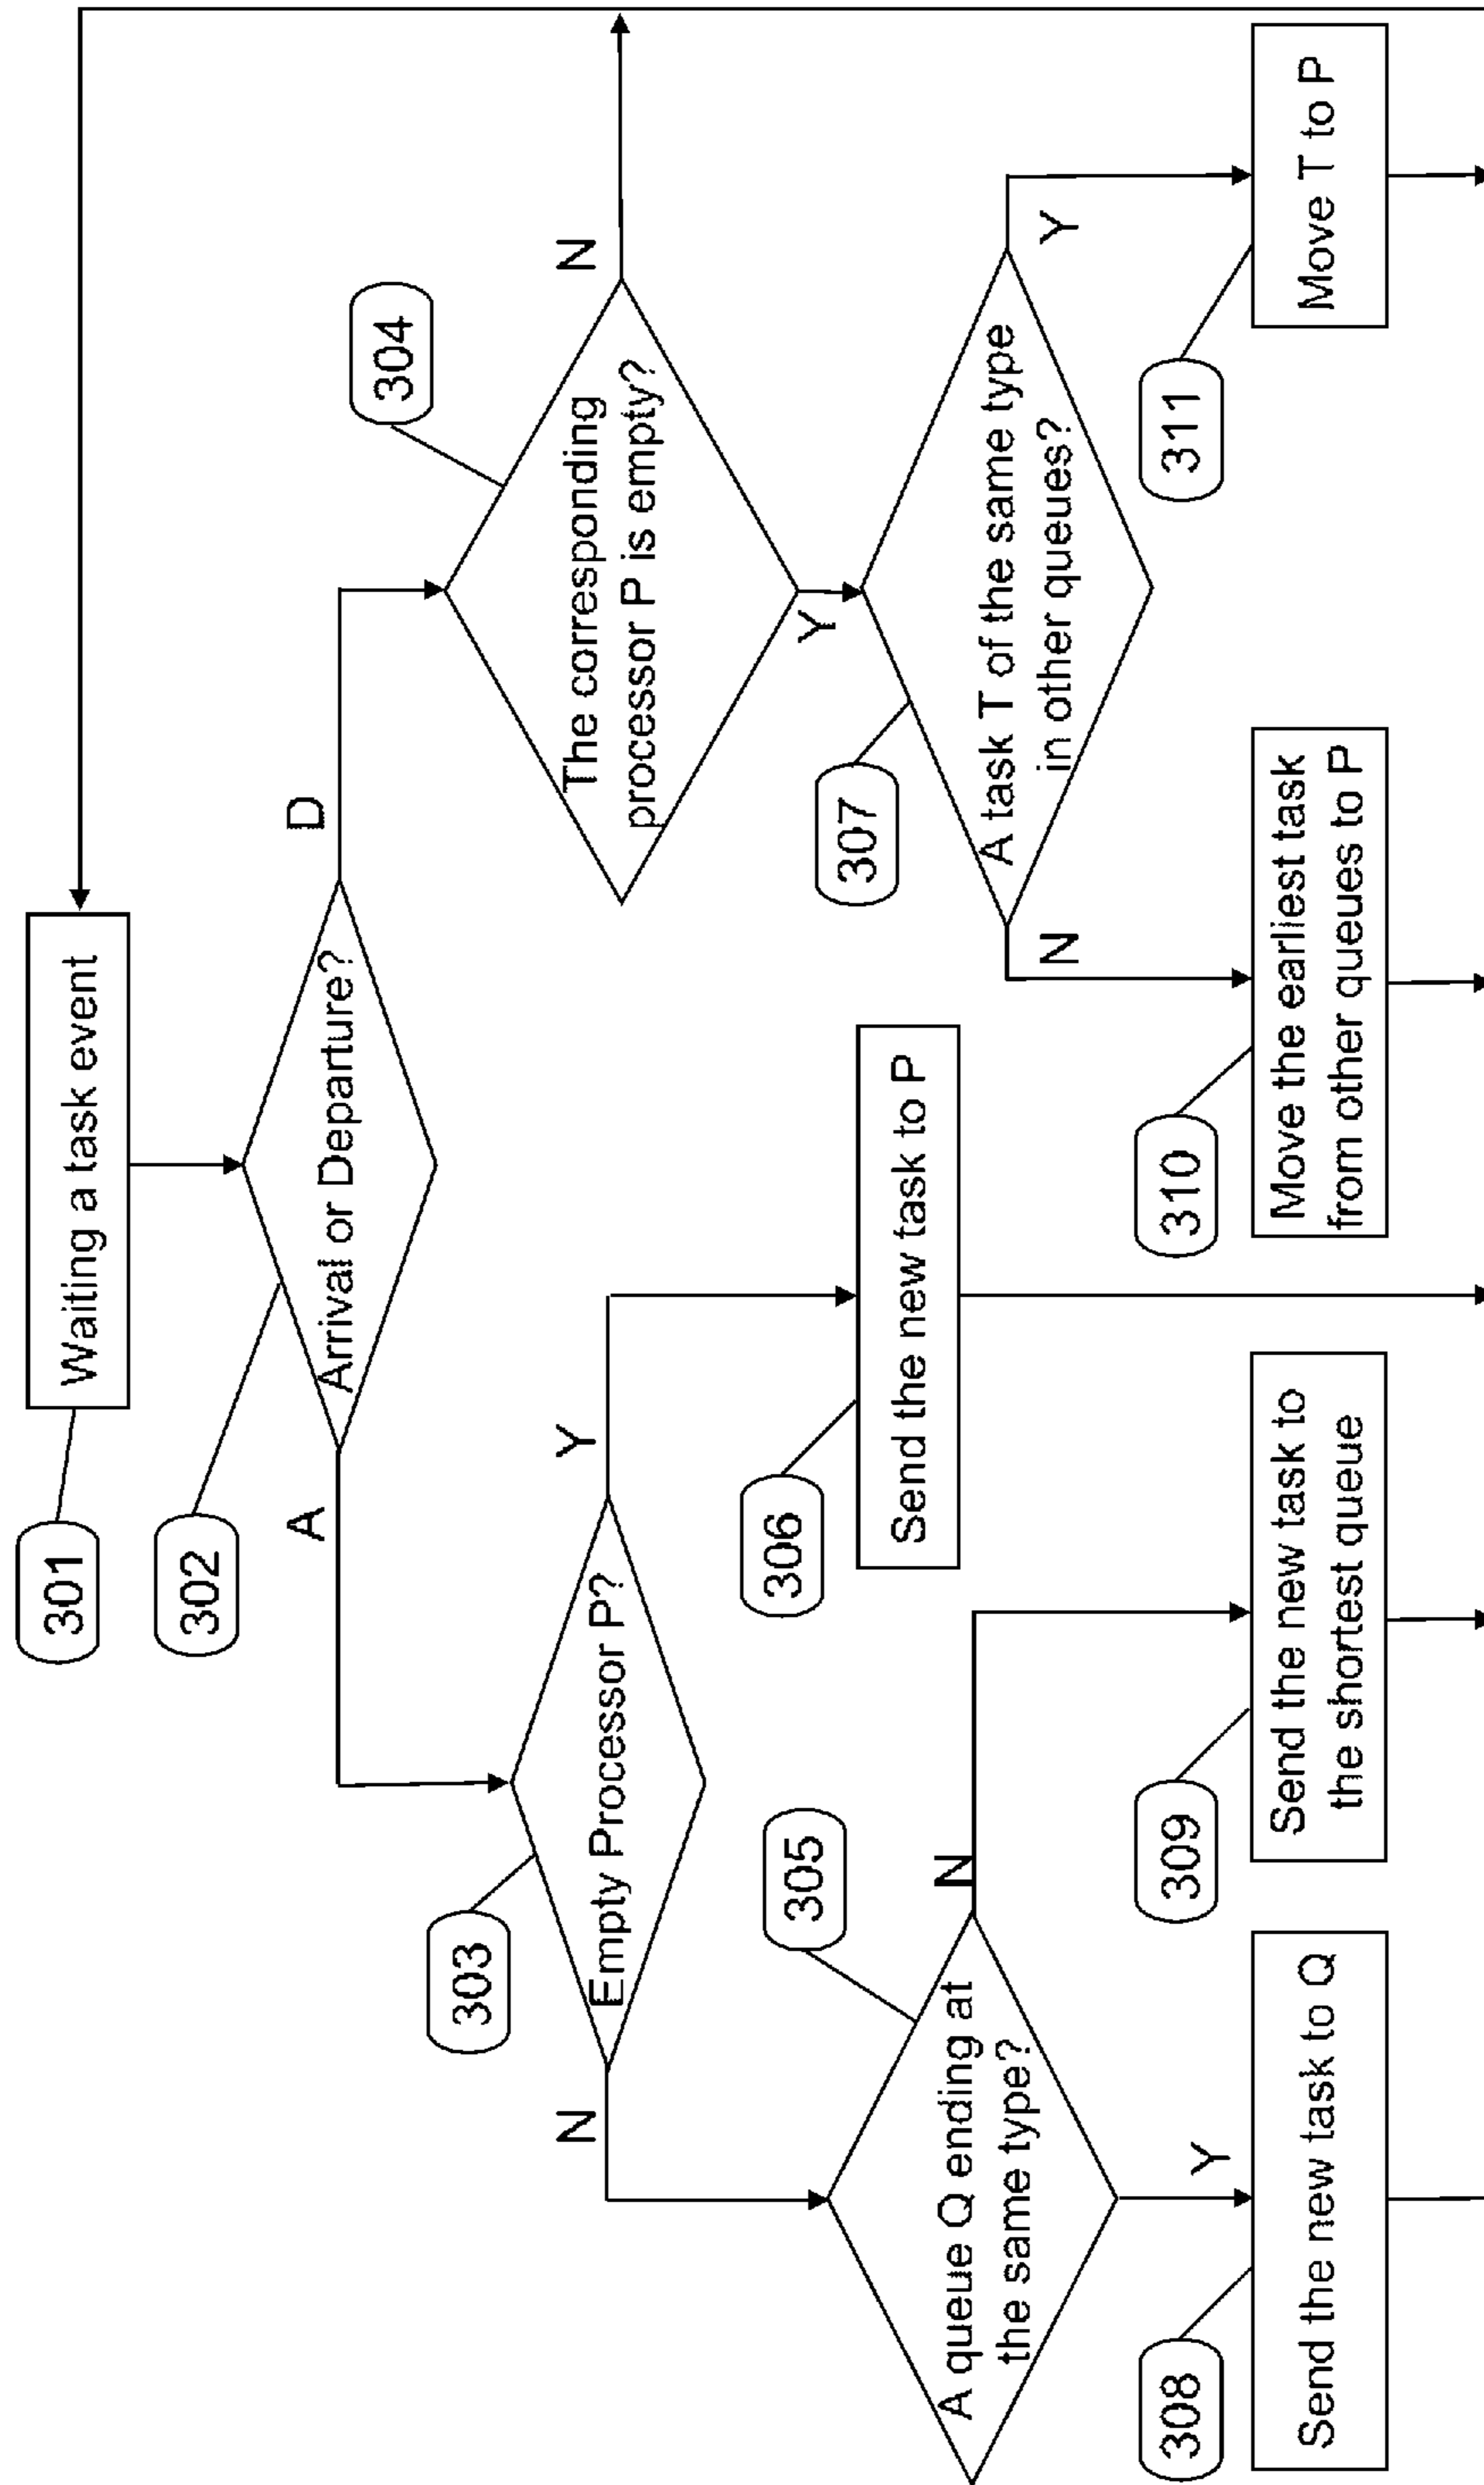 301
Waiting a task event
302
Arrival or Departure?
A
D
303
Empty Processor P?
N
Y
304
The corresponding
processor P is empty?
N
Y
305
A queue Q ending at
the same type?
N
Y
306
Send the new task to P
307
A task T of the same type
in other queues?
N
Y
308
Send the new task to Q
309
Send the new task to
the shortest queue
310
Move the earliest task
from other queues to P
311
Move T to P